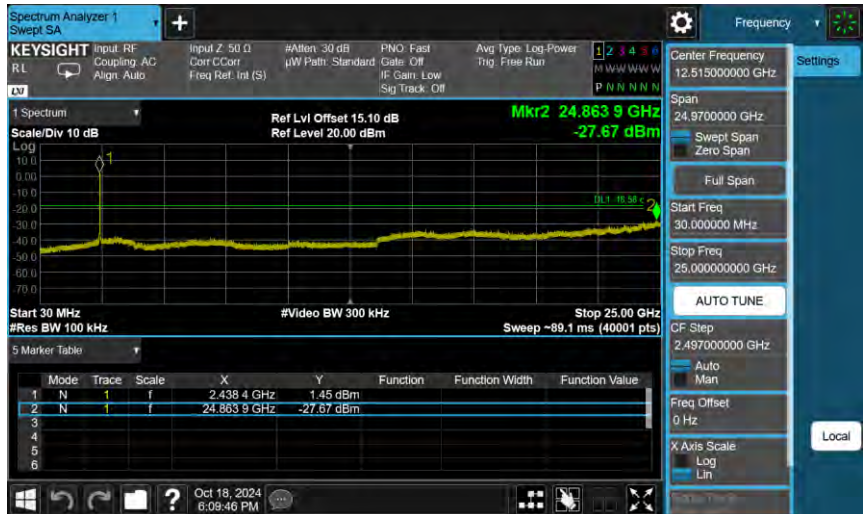 Spectrum Analyzer 1
Swept SA
+
Frequency
KEYSIGHT
RL
LXI
Input: RF
Coupling: AC
Align: Auto
Input Z: 50 Ω
Corr CCorr
Freq Ref: Int (S)
#Atten: 30 dB
µW Path: Standard
PNO: Fast
Gate: Off
IF Gain: Low
Sig Track: Off
Avg Type: Log-Power
Trig: Free Run
1 2 3 4 5 6
M W W W W W
P N N N N N
1 Spectrum
Scale/Div 10 dB
Ref Lvl Offset 15.10 dB
Ref Level 20.00 dBm
Mkr2 24.863 9 GHz
-27.67 dBm
Log
10.0
0.00
-10.0
-20.0
-30.0
-40.0
-50.0
-60.0
-70.0
1
2
Start 30 MHz
#Res BW 100 kHz
#Video BW 300 kHz
Stop 25.00 GHz
Sweep ~89.1 ms (40001 pts)
5 Marker Table
Mode Trace Scale X Y Function Function Width Function Value
1 N 1 f 2.438 4 GHz 1.45 dBm
2 N 1 f 24.863 9 GHz -27.67 dBm
3
4
5
6
?
Oct 18, 2024
6:09:46 PM
Settings
Center Frequency
12.515000000 GHz
Span
24.9700000 GHz
Swept Span
Zero Span
Full Span
Start Freq
30.000000 MHz
Stop Freq
25.000000000 GHz
AUTO TUNE
CF Step
2.497000000 GHz
Auto
Man
Freq Offset
0 Hz
X Axis Scale
Log
Lin
Local